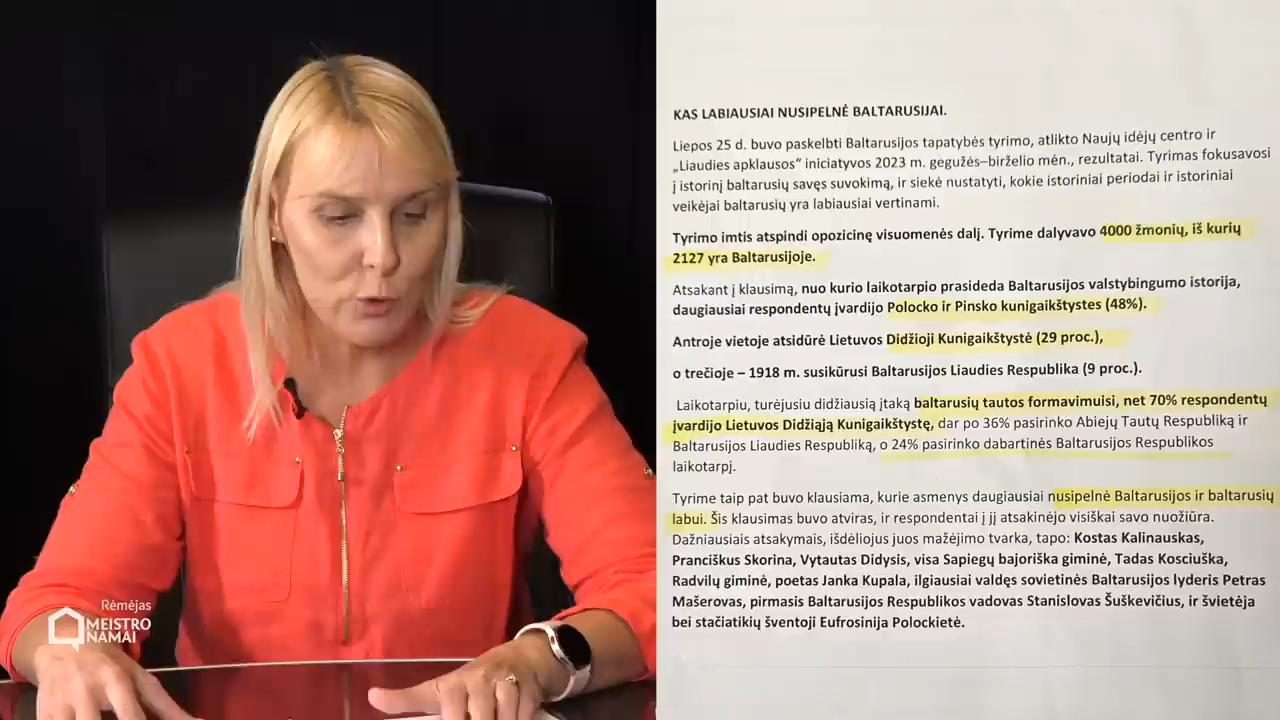 Rėmėjas
MEISTRO
NAMAI
KAS LABIAUSIAI NUSIPELNĖ BALTARUSIJAI.
Liepos 25 d. buvo paskelbti Baltarusijos tapatybės tyrimo, atlikto Naujų idėjų centro ir
„Liaudies apklausos“ iniciatyvos 2023 m. gegužės–birželio mėn., rezultatai. Tyrimas fokusavosi
į istorinį baltarusių savęs suvokimą, ir siekė nustatyti, kokie istoriniai periodai ir istoriniai
veikėjai baltarusių yra labiausiai vertinami.
Tyrimo imtis atspindi opozicinę visuomenės dalį. Tyrime dalyvavo 4000 žmonių, iš kurių
2127 yra Baltarusijoje.
Atsakant į klausimą, nuo kurio laikotarpio prasideda Baltarusijos valstybingumo istorija,
daugiausiai respondentų įvardijo Polocko ir Pinsko kunigaikštystes (48%).
Antroje vietoje atsidūrė Lietuvos Didžioji Kunigaikštystė (29 proc.),
o trečioje – 1918 m. susikūrusi Baltarusijos Liaudies Respublika (9 proc.).
Laikotarpiu, turėjusiu didžiausią įtaką baltarusių tautos formavimuisi, net 70% respondentų
įvardijo Lietuvos Didžiąją Kunigaikštystę, dar po 36% pasirinko Abiejų Tautų Respubliką ir
Baltarusijos Liaudies Respubliką, o 24% pasirinko dabartinės Baltarusijos Respublikos
laikotarpį.
Tyrime taip pat buvo klausiama, kurie asmenys daugiausiai nusipelnė Baltarusijos ir baltarusių
labui. Šis klausimas buvo atviras, ir respondentai į jį atsakinėjo visiškai savo nuožiūra.
Dažniausiais atsakymais, išdėliojus juos mažėjimo tvarka, tapo: Kostas Kalinauskas,
Pranciškus Skorina, Vytautas Didysis, visa Sapiegų bajoriška giminė, Tadas Kosciuška,
Radvilų giminė, poetas Janka Kupala, ilgiausiai valdęs sovietinės Baltarusijos lyderis Petras
Mašerovas, pirmasis Baltarusijos Respublikos vadovas Stanislovas Šuškevičius, ir švietėja
bei stačiatikių šventoji Eufrosinija Polockietė.